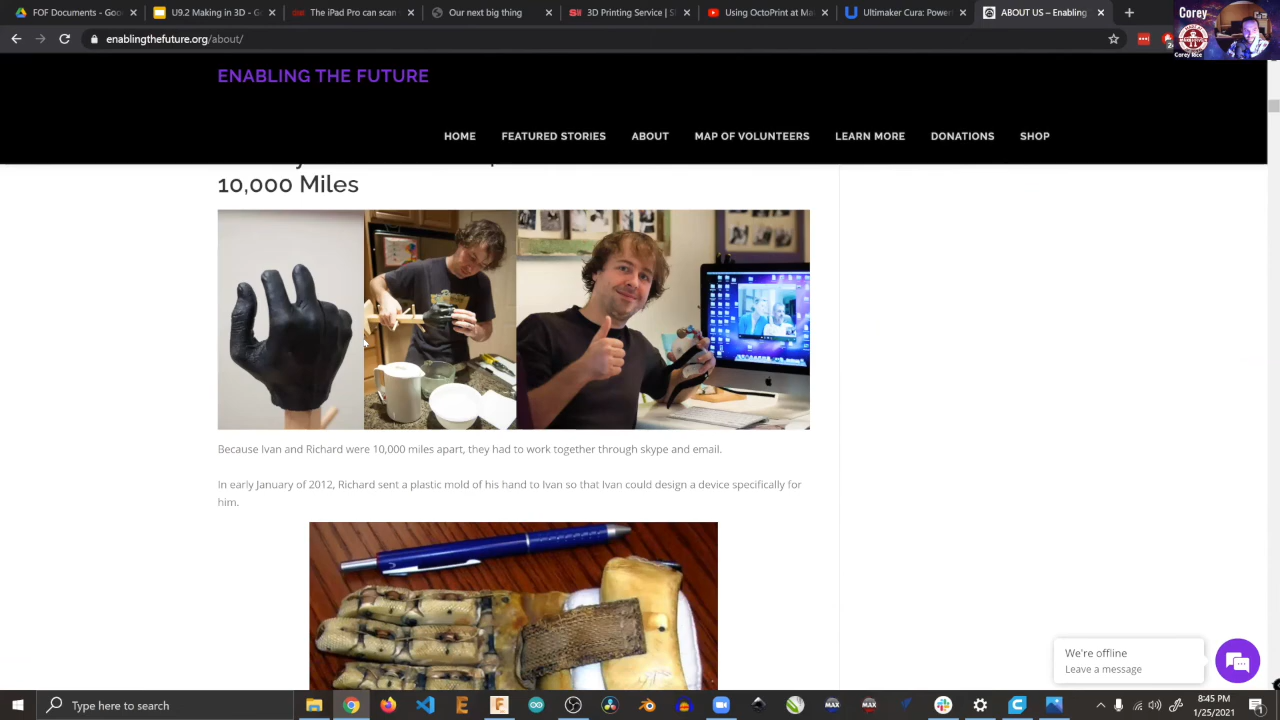 FOF Documents - Goo
U9.2 Making in 3D - G
The iPad Pro can scan
Our next big thing
3D Printing Service | S
Using OctoPrint at Ma
Ultimaker Cura: Power
ABOUT US – Enabling
Corey
enablingthefuture.org/about/
Corey Rice
ENABLING THE FUTURE
HOME FEATURED STORIES ABOUT MAP OF VOLUNTEERS LEARN MORE DONATIONS SHOP
10,000 Miles
Because Ivan and Richard were 10,000 miles apart, they had to work together through skype and email.
In early January of 2012, Richard sent a plastic mold of his hand to Ivan so that Ivan could design a device specifically for
him.
We're offline
Leave a message
Type here to search
8:45 PM
1/25/2021